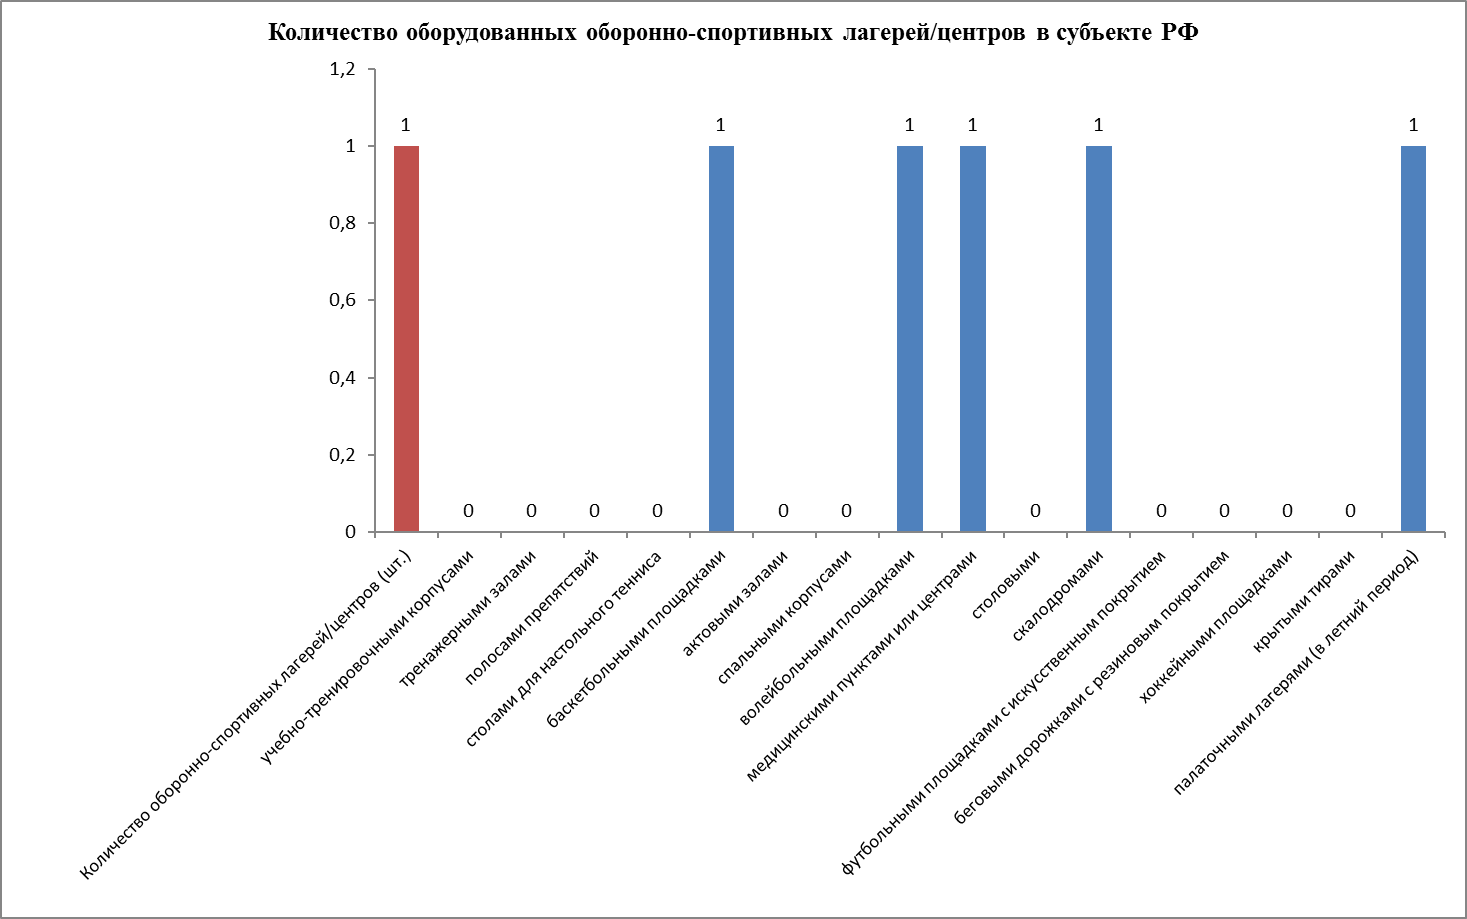 Количество оборудованных оборонно-спортивных лагерей/центров в субъекте РФ
1,2
1
0,8
0,6
0,4
0,2
0
1
0
0
0
0
1
0
0
1
1
0
1
0
0
0
0
1
Количество оборонно-спортивных лагерей/центров (шт.)
учебно-тренировочными корпусами
тренажерными залами
полосами препятствий
столами для настольного тенниса
баскетбольными площадками
актовыми залами
спальными корпусами
волейбольными площадками
медицинскими пунктами или центрами
столовыми
скалодромами
футбольными площадками с искусственным покрытием
беговыми дорожками с резиновым покрытием
хоккейными площадками
крытыми тирами
палаточными лагерями (в летний период)